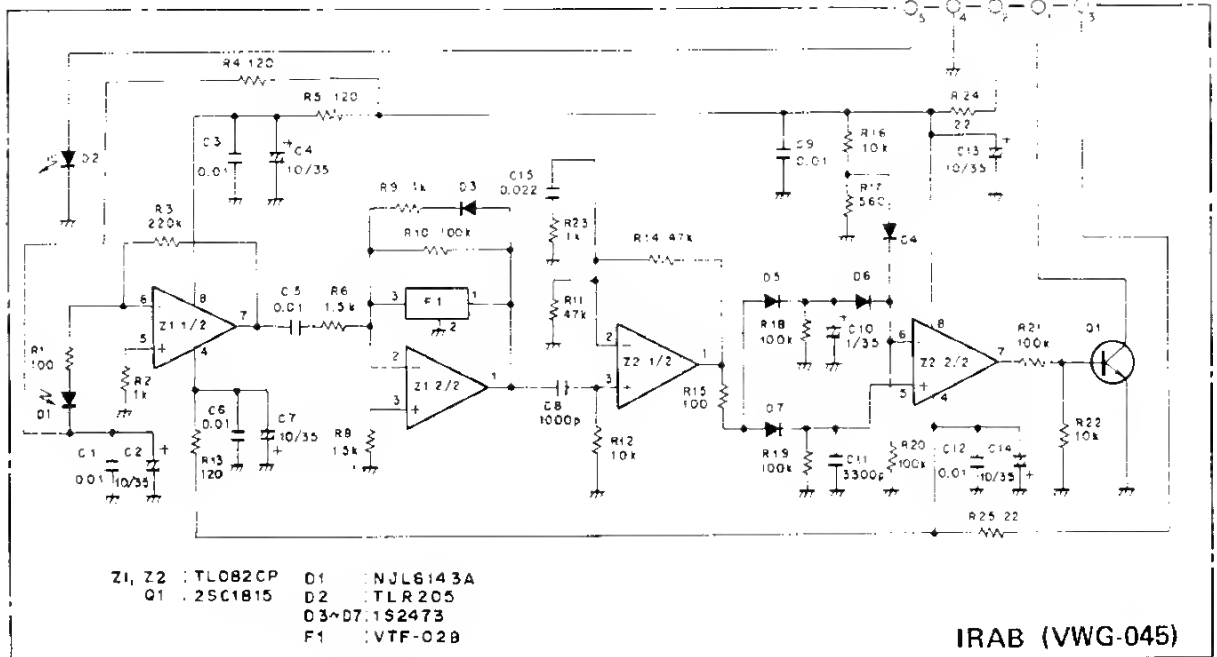 5 4 2 1 3
R4 120
R5 120
R24
22
C3
0.01
C4
10/35
+
C9
0.01
R16
10k
C13
10/35
+
D2
C15
0.022
R17
560
R3
220k
R9 1k D3
R10 100k
R23
1k
R14 47k
D4
6
5
8
7
4
Z1 1/2
C5
0.01
R6
1.5k
3 F1 1
2
R11
47k
D5
D6
Q1
R1
100
R2
1k
2
3
1
Z1 2/2
2
3
1
Z2 1/2
R18
100k
C10
1/35
+
6
5
8
7
4
Z2 2/2
R21
100k
D1
C8
1000p
R15
100
D7
C6
0.01
C7
10/35
+
R8
1.5k
C1
0.01
C2
10/35
R13
120
R12
10k
R19
100k
C11
3300p
R20
100k
C12
0.01
C14
10/35
+
R22
10k
R25 22
Z1, Z2 : TL082CP
Q1 : 2SC1815
D1 : NJL6143A
D2 : TLR205
D3~D7 : 1S2473
F1 : VTF-02B
IRAB (VWG-045)